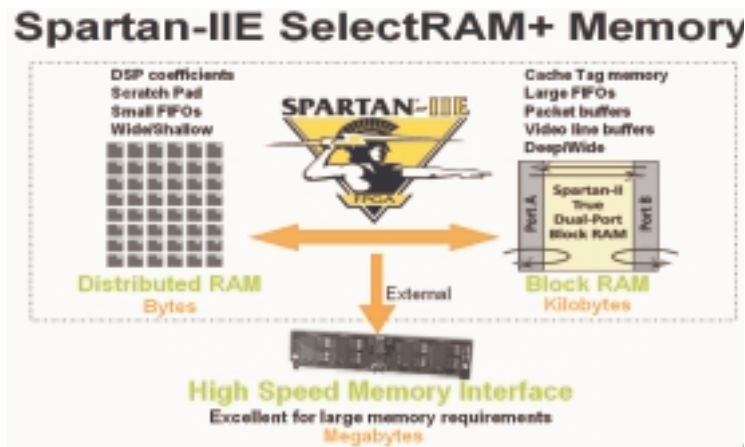 Spartan-IIE SelectRAM+ Memory
DSP coefficients
Scratch Pad
Small FIFOs
Wide/Shallow
SPARTAN-IIE
FPGA
Cache Tag memory
Large FIFOs
Packet buffers
Video line buffers
Deep/Wide
Port A
Spartan-II
True
Dual-Port
Block RAM
Port B
Distributed RAM
Bytes
Block RAM
Kilobytes
External
High Speed Memory Interface
Excellent for large memory requirements
Megabytes